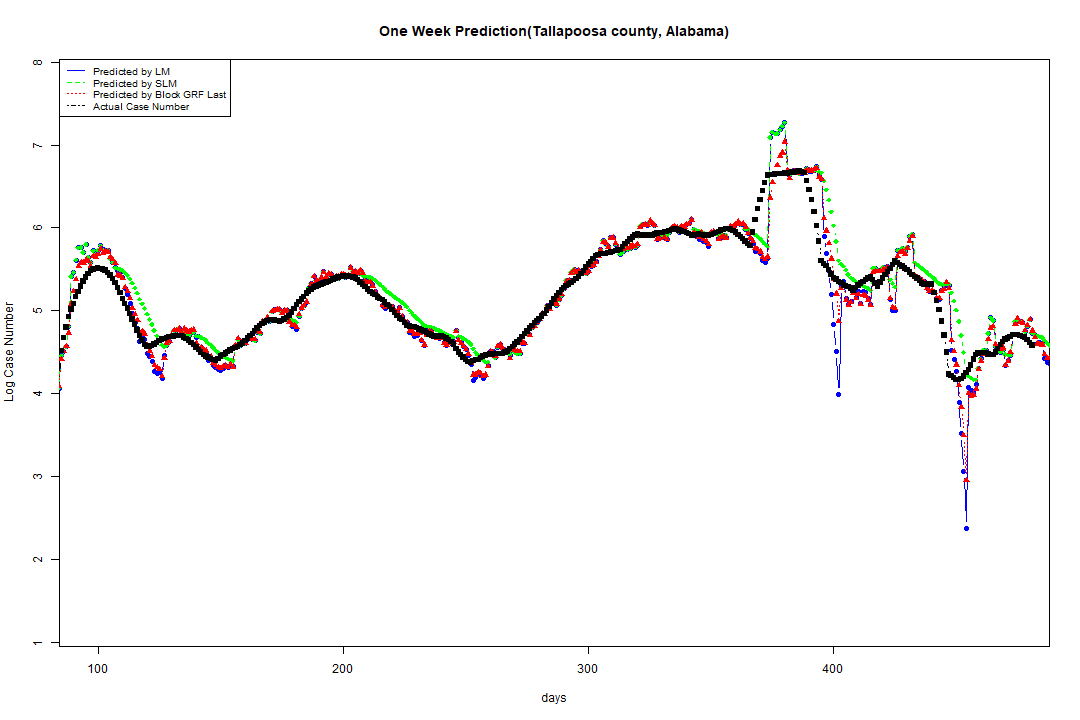 One Week Prediction(Tallapoosa county, Alabama)
Predicted by LM
Predicted by SLM
Predicted by Block GRF Last
Actual Case Number
Log Case Number
8
7
6
5
4
3
2
1
100 200 300 400
days